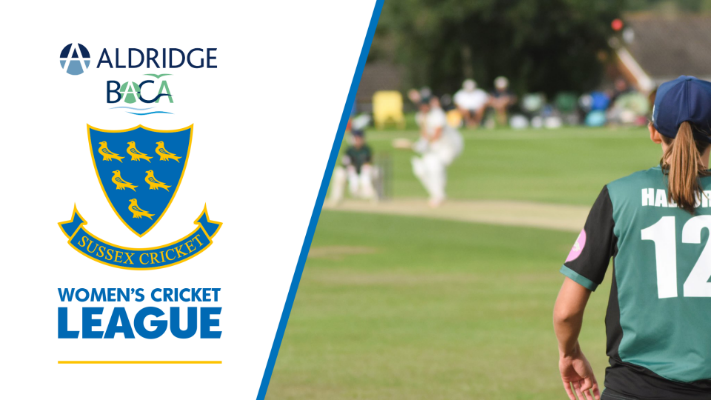 ALDRIDGE
BACA
SUSSEX CRICKET
WOMEN'S CRICKET
LEAGUE
12